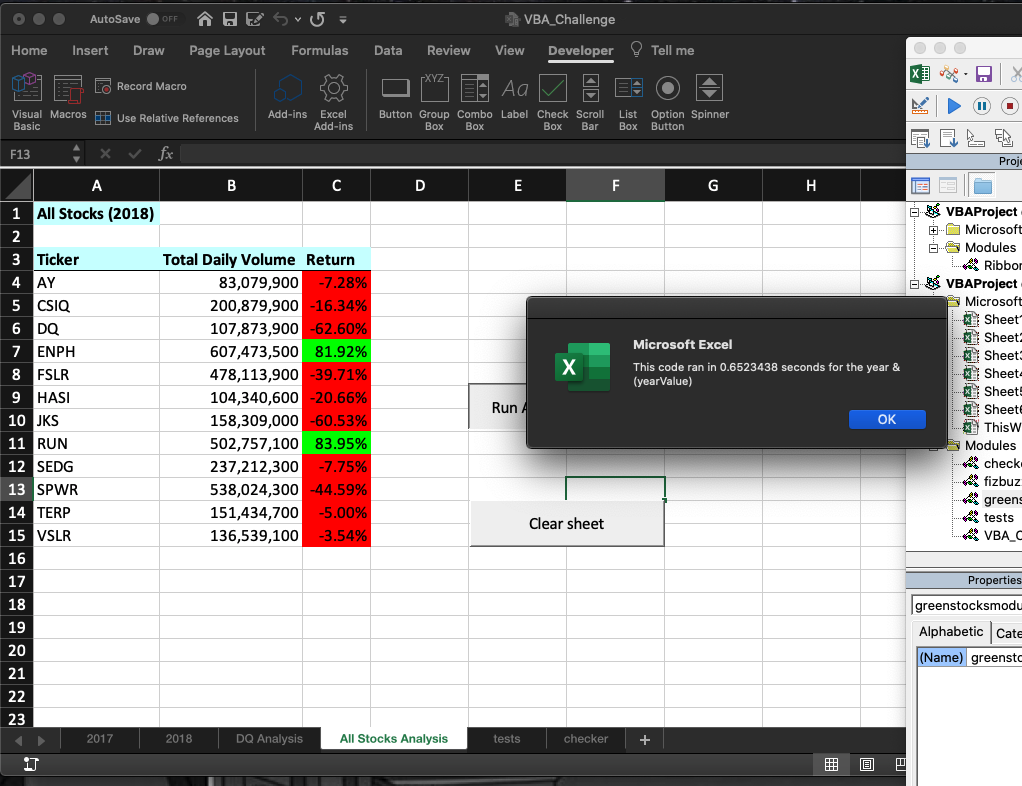 AutoSave OFF VBA_Challenge
Home Insert Draw Page Layout Formulas Data Review View Developer Tell me
Visual Basic
Macros
Record Macro
Use Relative References
Add-ins
Excel Add-ins
Button
XYZ
Group Box
Combo Box
Aa
Label
Check Box
Scroll Bar
List Box
Option Button
Spinner
F13 fx
A B C D E F G H
1 All Stocks (2018)
2
3 Ticker Total Daily Volume Return
4 AY 83,079,900 -7.28%
5 CSIQ 200,879,900 -16.34%
6 DQ 107,873,900 -62.60%
7 ENPH 607,473,500 81.92%
8 FSLR 478,113,900 -39.71%
9 HASI 104,340,600 -20.66%
10 JKS 158,309,000 -60.53%
11 RUN 502,757,100 83.95%
12 SEDG 237,212,300 -7.75%
13 SPWR 538,024,300 -44.59%
14 TERP 151,434,700 -5.00%
15 VSLR 136,539,100 -3.54%
16
17
18
19
20
21
22
23
Run A
Clear sheet
Microsoft Excel
This code ran in 0.6523438 seconds for the year &
(yearValue)
OK
2017 2018 DQ Analysis All Stocks Analysis tests checker +
Proje
VBAProject (
Microsoft
Modules
Ribbon
VBAProject (
Microsoft
Sheet1
Sheet2
Sheet3
Sheet4
Sheet5
Sheet6
ThisW
Modules
checke
fizbuz
greens
tests
VBA_C
Properties
greenstocksmodu
Alphabetic Cate
(Name) greensto